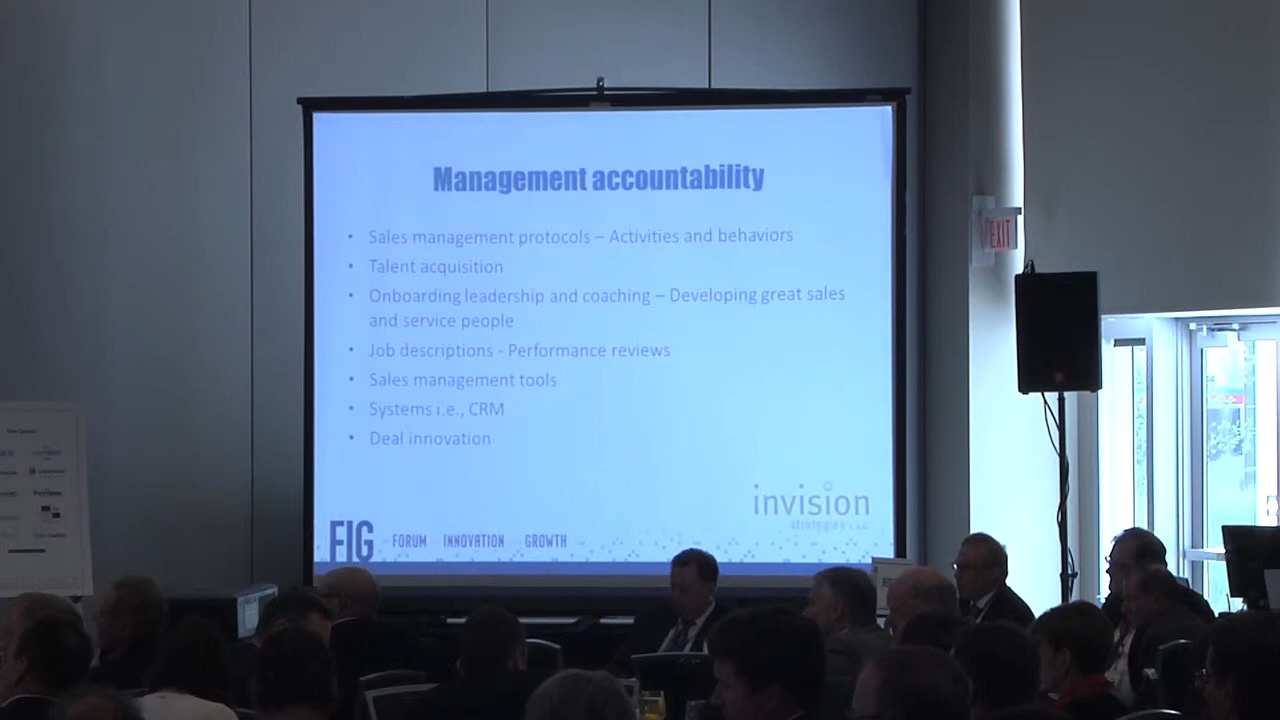 Management accountability
• Sales management protocols – Activities and behaviors
• Talent acquisition
• Onboarding leadership and coaching – Developing great sales
and service people
• Job descriptions - Performance reviews
• Sales management tools
• Systems i.e., CRM
• Deal innovation
invision
strategies
FIG FORUM INNOVATION GROWTH
EXIT